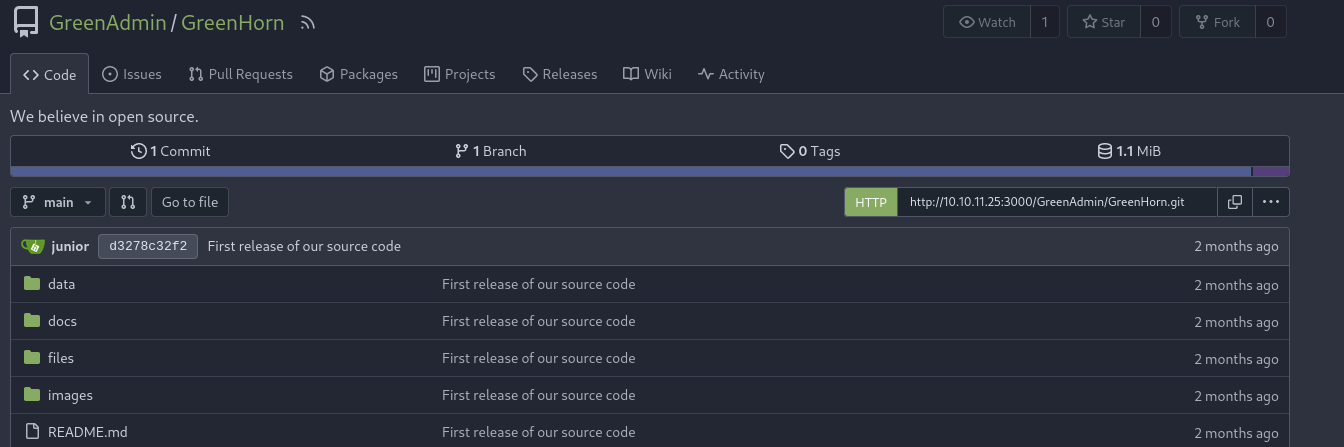 GreenAdmin / GreenHorn
Watch 1 Star 0 Fork 0
Code Issues Pull Requests Packages Projects Releases Wiki Activity
We believe in open source.
1 Commit 1 Branch 0 Tags 1.1 MiB
main Go to file HTTP http://10.10.11.25:3000/GreenAdmin/GreenHorn.git
junior d3278c32f2 First release of our source code 2 months ago
data First release of our source code 2 months ago
docs First release of our source code 2 months ago
files First release of our source code 2 months ago
images First release of our source code 2 months ago
README.md First release of our source code 2 months ago